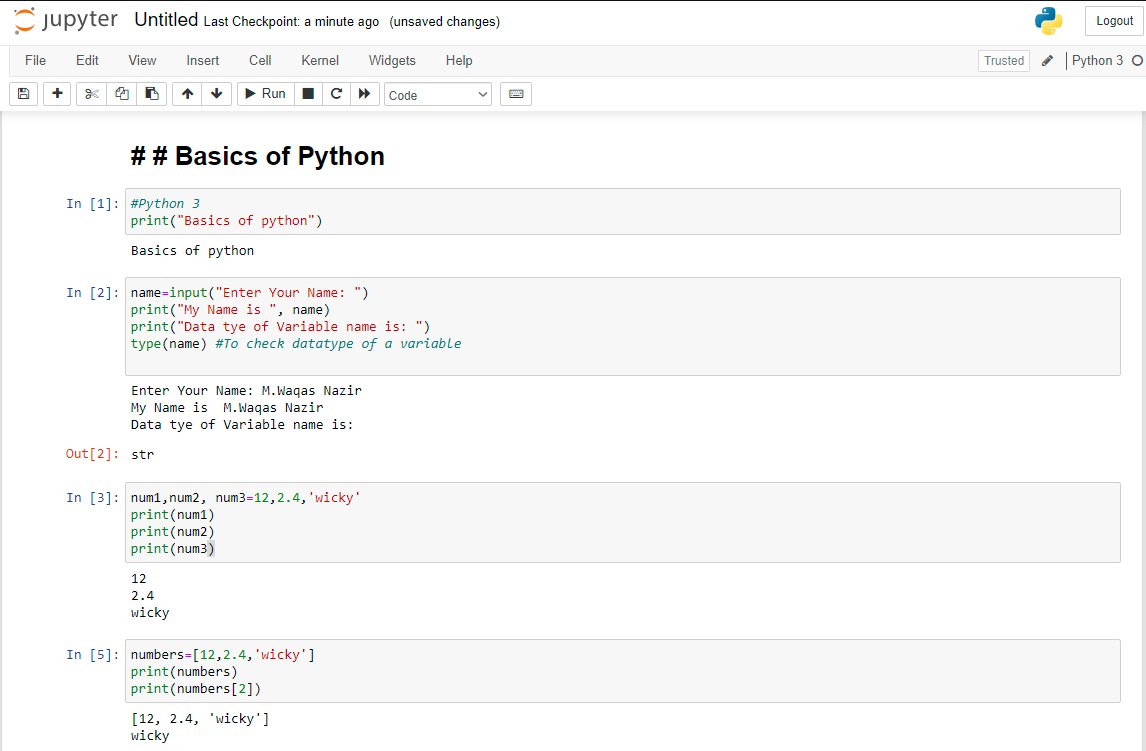 jupyter Untitled Last Checkpoint: a minute ago (unsaved changes) Logout
File Edit View Insert Cell Kernel Widgets Help Trusted Python 3
Run Code
# # Basics of Python
In [1]: #Python 3
print("Basics of python")
Basics of python
In [2]: name=input("Enter Your Name: ")
print("My Name is ", name)
print("Data tye of Variable name is: ")
type(name) #To check datatype of a variable
Enter Your Name: M.Waqas Nazir
My Name is  M.Waqas Nazir
Data tye of Variable name is:
Out[2]: str
In [3]: num1,num2, num3=12,2.4,'wicky'
print(num1)
print(num2)
print(num3)
12
2.4
wicky
In [5]: numbers=[12,2.4,'wicky']
print(numbers)
print(numbers[2])
[12, 2.4, 'wicky']
wicky